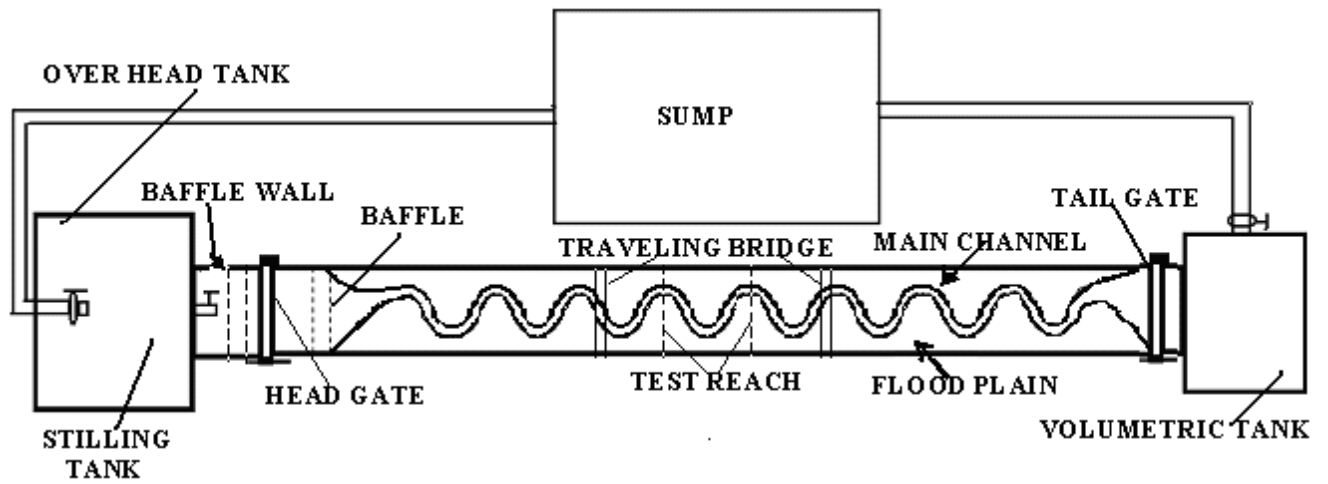 OVER HEAD TANK
SUMP
BAFFLE WALL
BAFFLE
TRAVELING BRIDGE
MAIN CHANNEL
TAIL GATE
HEAD GATE
TEST REACH
FLOOD PLAIN
STILLING
TANK
VOLUMETRIC TANK